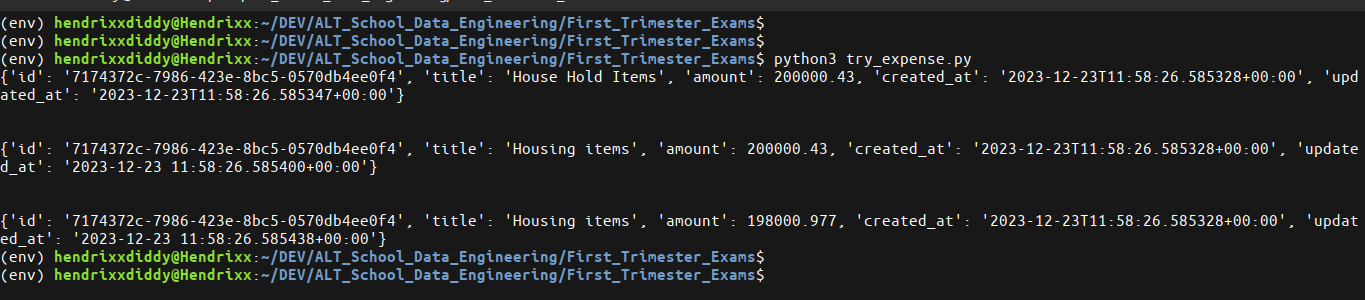 (env) hendrixxdiddy@Hendrixx:~/DEV/ALT_School_Data_Engineering/First_Trimester_Exams$
(env) hendrixxdiddy@Hendrixx:~/DEV/ALT_School_Data_Engineering/First_Trimester_Exams$
(env) hendrixxdiddy@Hendrixx:~/DEV/ALT_School_Data_Engineering/First_Trimester_Exams$ python3 try_expense.py
{'id': '7174372c-7986-423e-8bc5-0570db4ee0f4', 'title': 'House Hold Items', 'amount': 200000.43, 'created_at': '2023-12-23T11:58:26.585328+00:00', 'upd
ated_at': '2023-12-23T11:58:26.585347+00:00'}
{'id': '7174372c-7986-423e-8bc5-0570db4ee0f4', 'title': 'Housing items', 'amount': 200000.43, 'created_at': '2023-12-23T11:58:26.585328+00:00', 'update
d_at': '2023-12-23 11:58:26.585400+00:00'}
{'id': '7174372c-7986-423e-8bc5-0570db4ee0f4', 'title': 'Housing items', 'amount': 198000.977, 'created_at': '2023-12-23T11:58:26.585328+00:00', 'updat
ed_at': '2023-12-23 11:58:26.585438+00:00'}
(env) hendrixxdiddy@Hendrixx:~/DEV/ALT_School_Data_Engineering/First_Trimester_Exams$
(env) hendrixxdiddy@Hendrixx:~/DEV/ALT_School_Data_Engineering/First_Trimester_Exams$